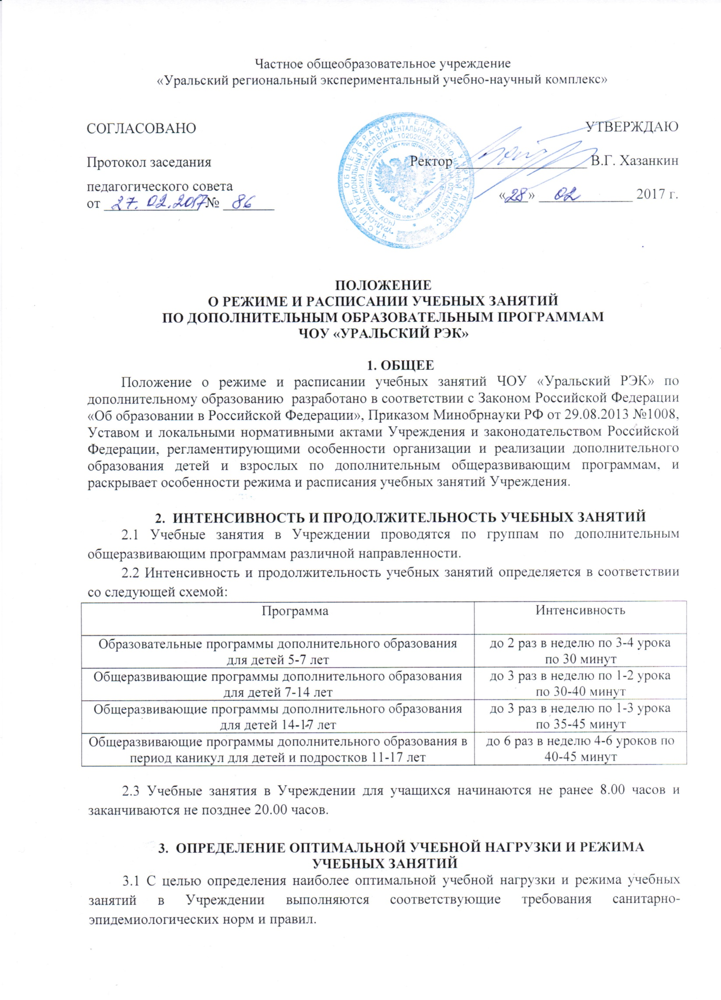 Частное общеобразовательное учреждение
«Уральский региональный экспериментальный учебно-научный комплекс»
СОГЛАСОВАНО
УТВЕРЖДАЮ
Протокол заседания
Ректор В.Г. Хазанкин
педагогического совета
«28» 02 2017 г.
от 27.02.2017 № 86
ПОЛОЖЕНИЕ
О РЕЖИМЕ И РАСПИСАНИИ УЧЕБНЫХ ЗАНЯТИЙ
ПО ДОПОЛНИТЕЛЬНЫМ ОБРАЗОВАТЕЛЬНЫМ ПРОГРАММАМ
ЧОУ «УРАЛЬСКИЙ РЭК»
1. ОБЩЕЕ
Положение о режиме и расписании учебных занятий ЧОУ «Уральский РЭК» по
дополнительному образованию разработано в соответствии с Законом Российской Федерации
«Об образовании в Российской Федерации», Приказом Минобрнауки РФ от 29.08.2013 №1008,
Уставом и локальными нормативными актами Учреждения и законодательством Российской
Федерации, регламентирующими особенности организации и реализации дополнительного
образования детей и взрослых по дополнительным общеразвивающим программам, и
раскрывает особенности режима и расписания учебных занятий Учреждения.
2. ИНТЕНСИВНОСТЬ И ПРОДОЛЖИТЕЛЬНОСТЬ УЧЕБНЫХ ЗАНЯТИЙ
2.1 Учебные занятия в Учреждении проводятся по группам по дополнительным
общеразвивающим программам различной направленности.
2.2 Интенсивность и продолжительность учебных занятий определяется в соответствии
со следующей схемой:
Программа
Интенсивность
Образовательные программы дополнительного образования
для детей 5-7 лет
до 2 раз в неделю по 3-4 урока
по 30 минут
Общеразвивающие программы дополнительного образования
для детей 7-14 лет
до 3 раз в неделю по 1-2 урока
по 30-40 минут
Общеразвивающие программы дополнительного образования
для детей 14-17 лет
до 3 раз в неделю по 1-3 урока
по 35-45 минут
Общеразвивающие программы дополнительного образования в
период каникул для детей и подростков 11-17 лет
до 6 раз в неделю 4-6 уроков по
40-45 минут
2.3 Учебные занятия в Учреждении для учащихся начинаются не ранее 8.00 часов и
заканчиваются не позднее 20.00 часов.
3. ОПРЕДЕЛЕНИЕ ОПТИМАЛЬНОЙ УЧЕБНОЙ НАГРУЗКИ И РЕЖИМА
УЧЕБНЫХ ЗАНЯТИЙ
3.1 С целью определения наиболее оптимальной учебной нагрузки и режима учебных
занятий в Учреждении выполняются соответствующие требования санитарно-
эпидемиологических норм и правил.
ЧАСТНОЕ ОБЩЕОБРАЗОВАТЕЛЬНОЕ УЧРЕЖДЕНИЕ